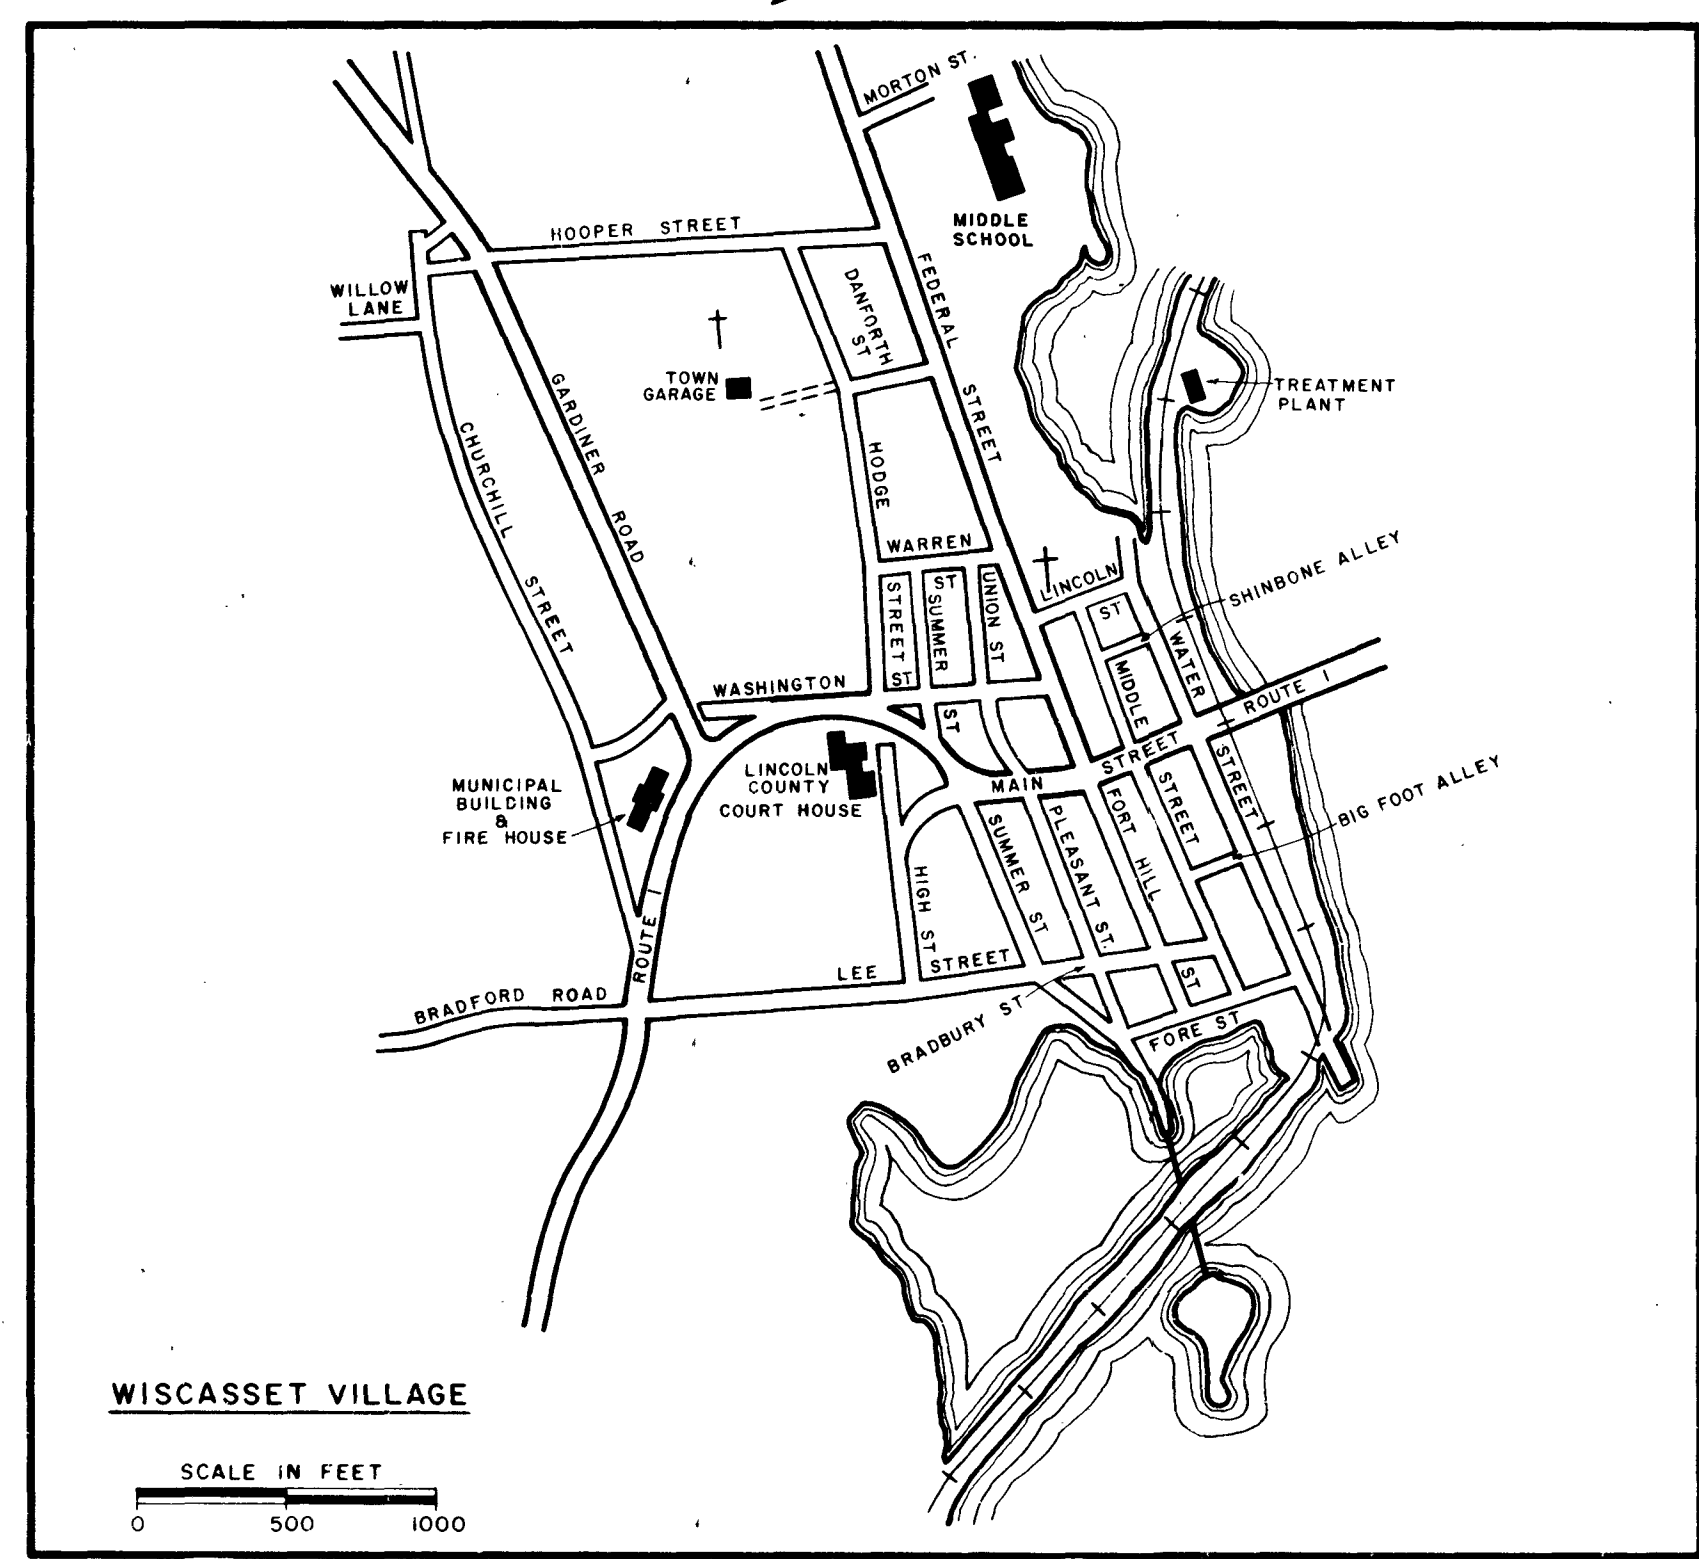 MORTON ST.
MIDDLE
SCHOOL
HOOPER STREET
WILLOW
LANE
DANFORTH
ST
FEDERAL
STREET
TOWN
GARAGE
TREATMENT
PLANT
GARDINER
ROAD
CHURCHILL
STREET
HODGE
STREET
WARREN
ST
SUMMER
ST
UNION ST
LINCOLN
ST
SHINBONE ALLEY
WASHINGTON
ST
MIDDLE
STREET
WATER
STREET
ROUTE 1
MUNICIPAL
BUILDING
&
FIRE HOUSE
LINCOLN
COUNTY
COURT HOUSE
MAIN
STREET
BIG FOOT ALLEY
SUMMER ST
PLEASANT ST.
FORT HILL
ST
HIGH ST
ROUTE 1
LEE STREET
BRADFORD ROAD
BRADBURY ST
FORE ST
WISCASSET VILLAGE
SCALE IN FEET
0 500 1000